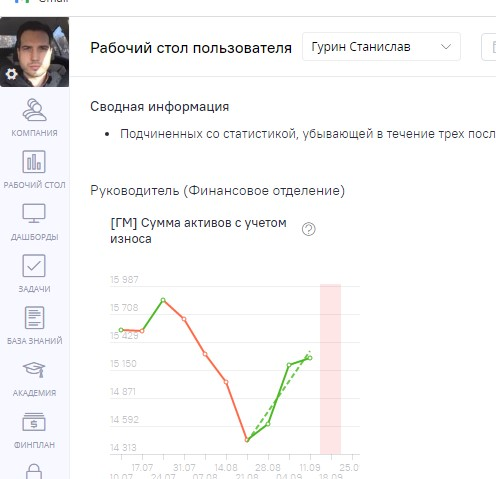 Рабочий стол пользователя
Гурин Станислав
КОМПАНИЯ
РАБОЧИЙ СТОЛ
ДАШБОРДЫ
ЗАДАЧИ
БАЗА ЗНАНИЙ
АКАДЕМИЯ
ФИНПЛАН
Сводная информация
• Подчиненных со статистикой, убывающей в течение трех посл
Руководитель (Финансовое отделение)
[ГМ] Сумма активов с учетом
износа
15 987
15 708
15 429
15 150
14 871
14 592
14 313
17.07 31.07 14.08 28.08 11.09 25.0
10.07 24.07 07.08 21.08 04.09 18.09